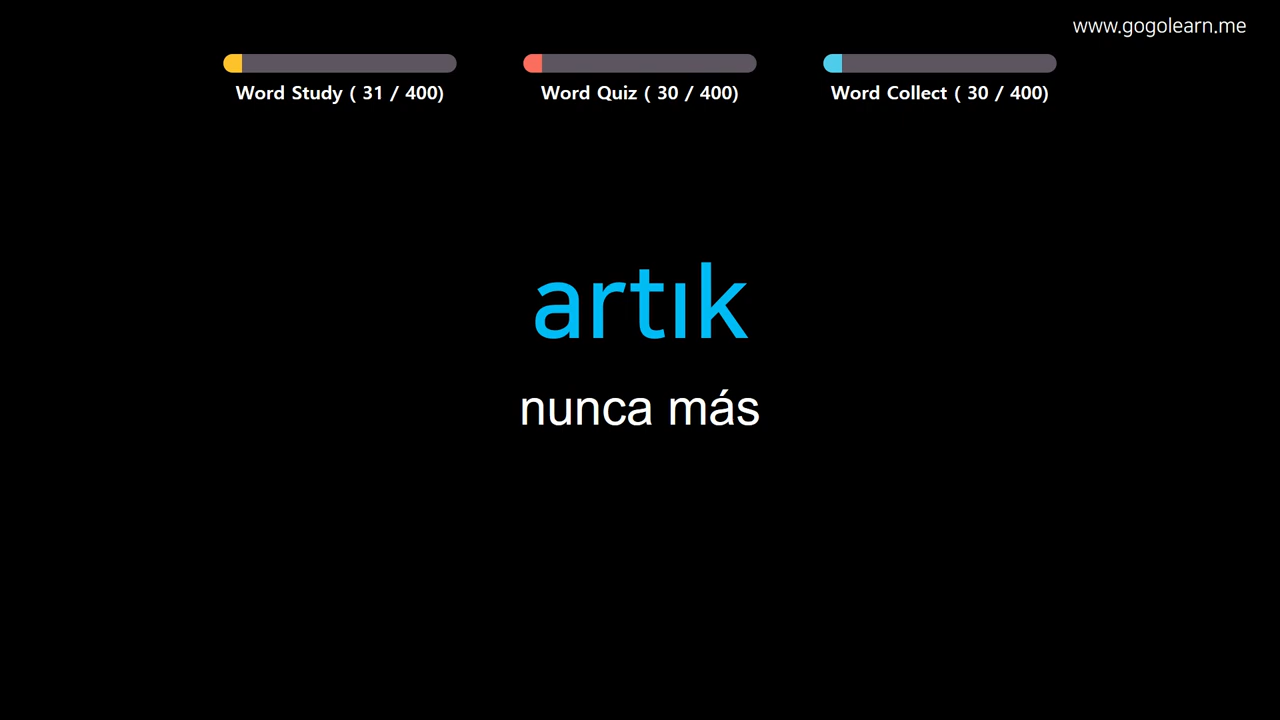 www.gogolearn.me
Word Study ( 31 / 400)
Word Quiz ( 30 / 400)
Word Collect ( 30 / 400)
artık
nunca más